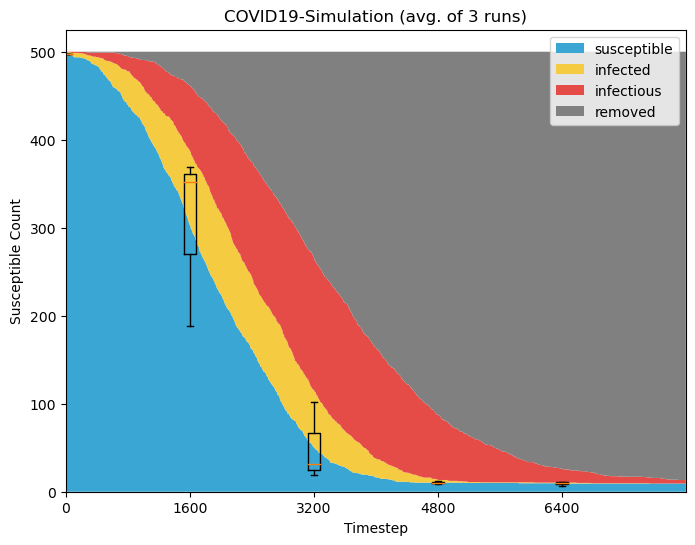 COVID19-Simulation (avg. of 3 runs)
susceptible
infected
infectious
removed
Susceptible Count
500
400
300
200
100
0
0 1600 3200 4800 6400
Timestep